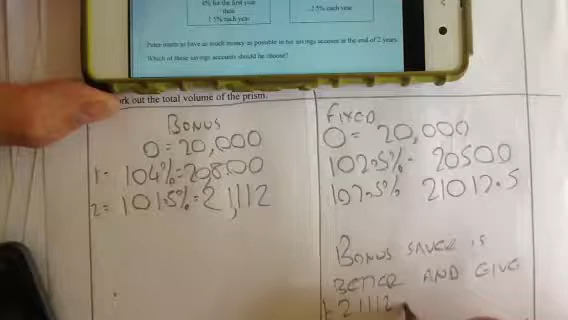 4% for the first year
then
1.5% each year
2.5% each year
Peter wants to have as much money as possible in his savings account at the end of 2 years.
Which of these savings accounts should he choose?
ork out the total volume of the prism.
BONUS
0 = 20,000
1 = 104% = 20800
2 = 101.5% = 21,112
FIXED
0 = 20,000
102.5% = 20500
102.5% 21012.5
BONUS SAVER IS
BETTER AND GIVE
£21112